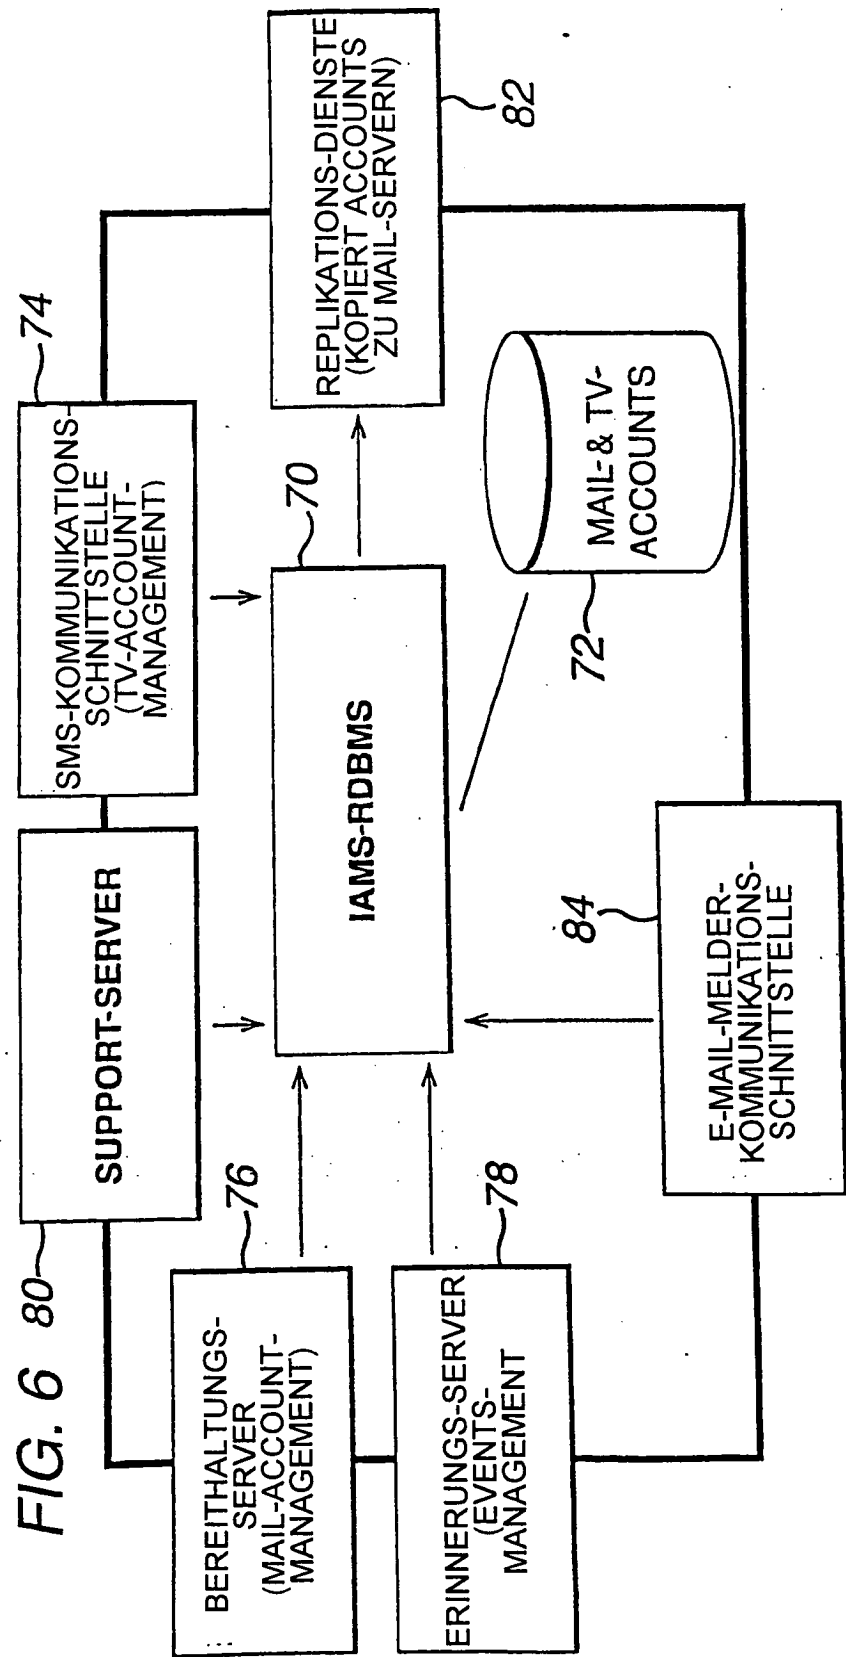 FIG. 6
80
SUPPORT-SERVER
74
SMS-KOMMUNIKATIONS-
SCHNITTSTELLE
(TV-ACCOUNT-
MANAGEMENT)
76
BEREITHALTUNGS-
SERVER
(MAIL-ACCOUNT-
MANAGEMENT)
70
IAMS-RDBMS
82
REPLIKATIONS-DIENSTE
(KOPIERT ACCOUNTS
ZU MAIL-SERVERN)
78
ERINNERUNGS-SERVER
(EVENTS-
MANAGEMENT
72
MAIL- & TV-
ACCOUNTS
84
E-MAIL-MELDER-
KOMMUNIKATIONS-
SCHNITTSTELLE